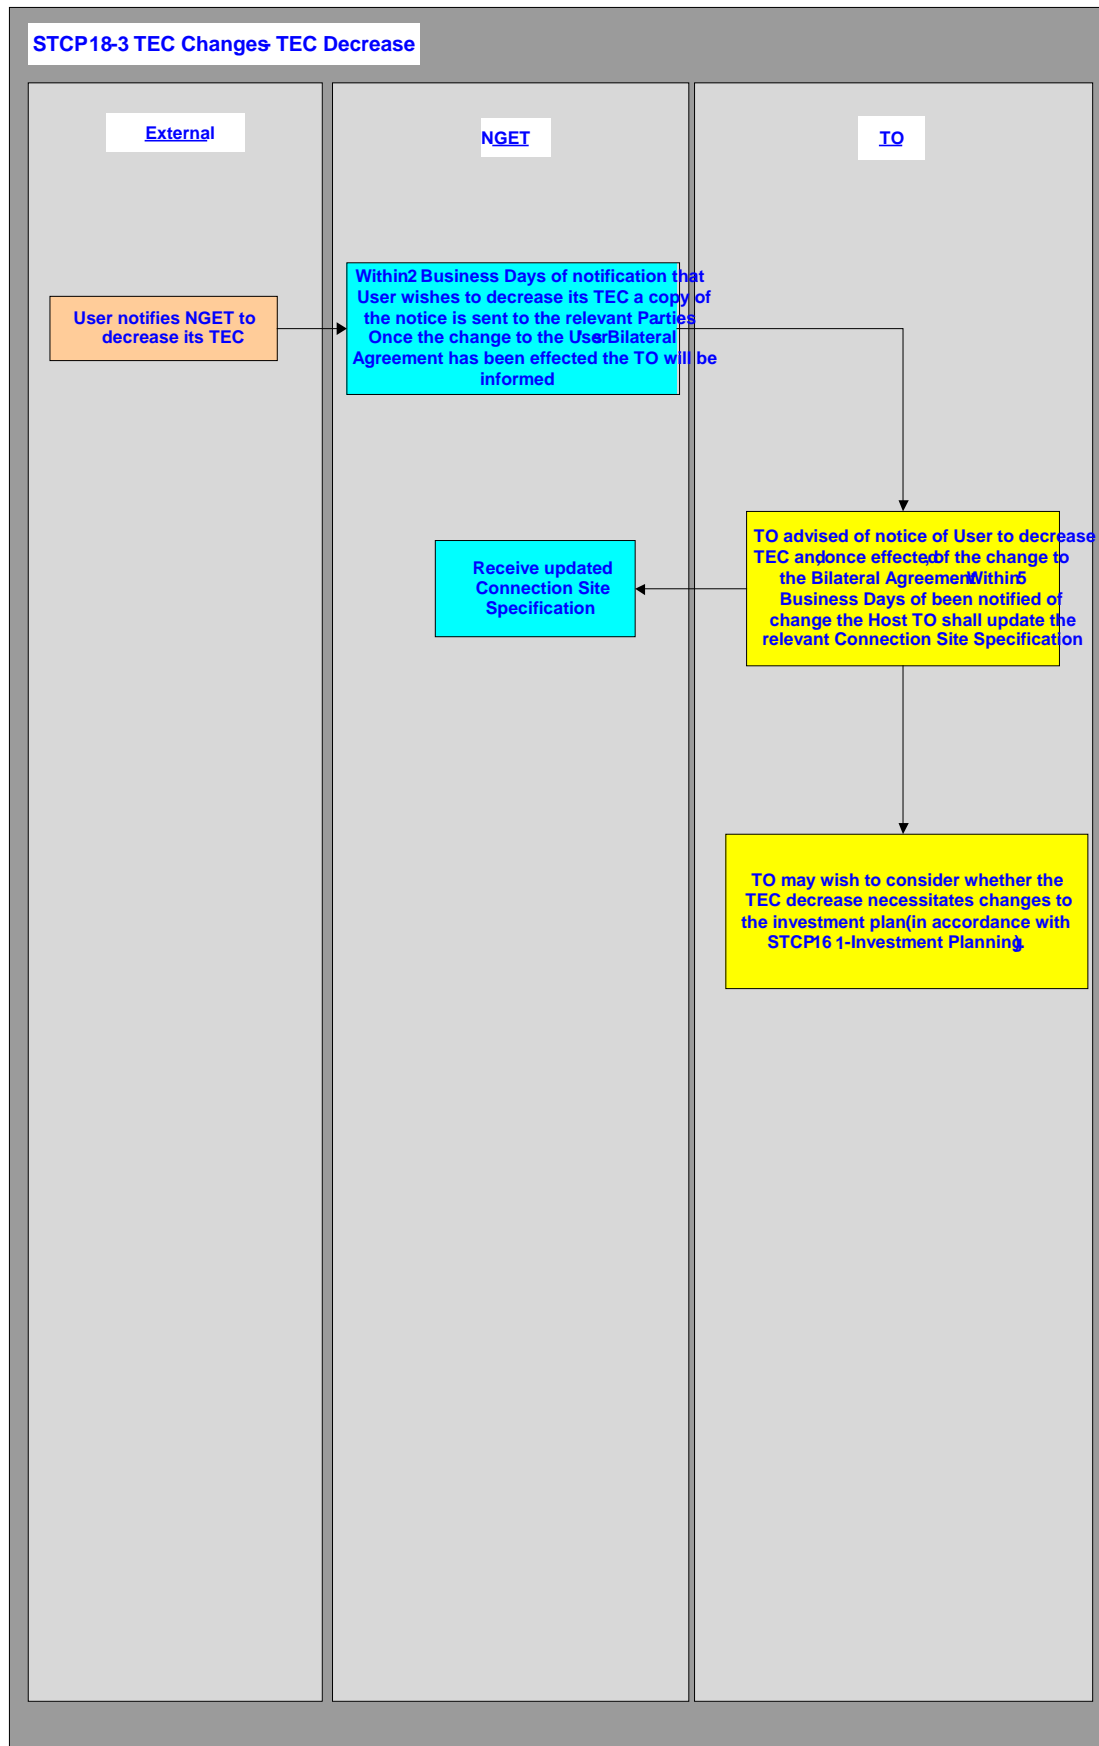 STCP18-3 TEC Changes- TEC Decrease
External
NGET
TO
User notifies NGET to
decrease its TEC
Within2 Business Days of notification that
User wishes to decrease its TEC a copy of
the notice is sent to the relevant Parties.
Once the change to the User's Bilateral
Agreement has been effected the TO will be
informed
TO advised of notice of User to decrease
TEC and,once effected,of the change to
the Bilateral Agreement.Within5
Business Days of been notified of
change the Host TO shall update the
relevant Connection Site Specification
Receive updated
Connection Site
Specification
TO may wish to consider whether the
TEC decrease necessitates changes to
the investment plan(in accordance with
STCP16 1-Investment Planning).